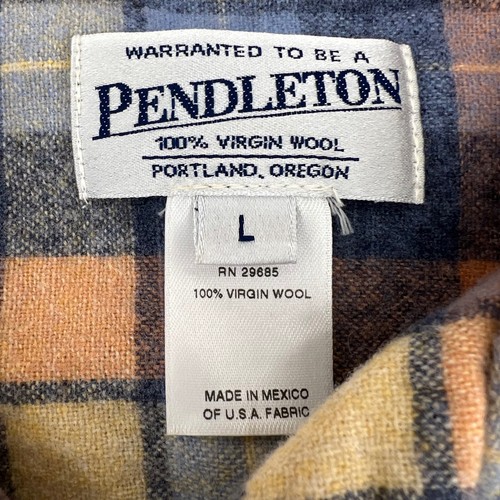 WARRANTED TO BE A
PENDLETON
100% VIRGIN WOOL
PORTLAND, OREGON
L
RN 29685
100% VIRGIN WOOL
MADE IN MEXICO
OF U.S.A. FABRIC